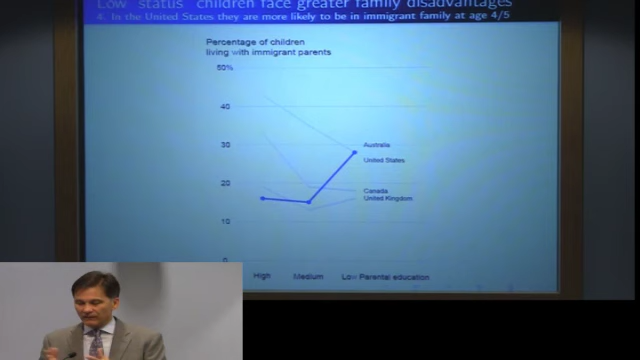 Low "status" children face greater family disadvantages
4. In the United States they are more likely to be in immigrant family at age 4/5
Percentage of children
living with immigrant parents
50%
40
30
Australia
United States
20
Canada
United Kingdom
10
0
High Medium Low Parental education